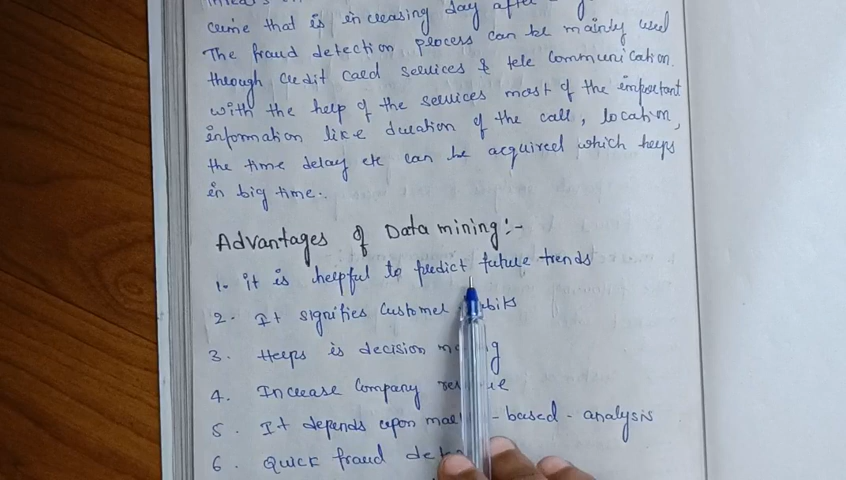 crime that is increasing day after
The fraud detection process can be mainly used
through credit card services & tele communication.
with the help of the services most of the important
information like duration of the call, location,
the time delay etc can be acquired which helps
in big time.
Advantages of Data mining:-
1. it is helpful to predict future trends
2. It signifies customer
3. Helps is decision
4. Increase Company
5. It depends upon -based-analysis
6. Quick fraud